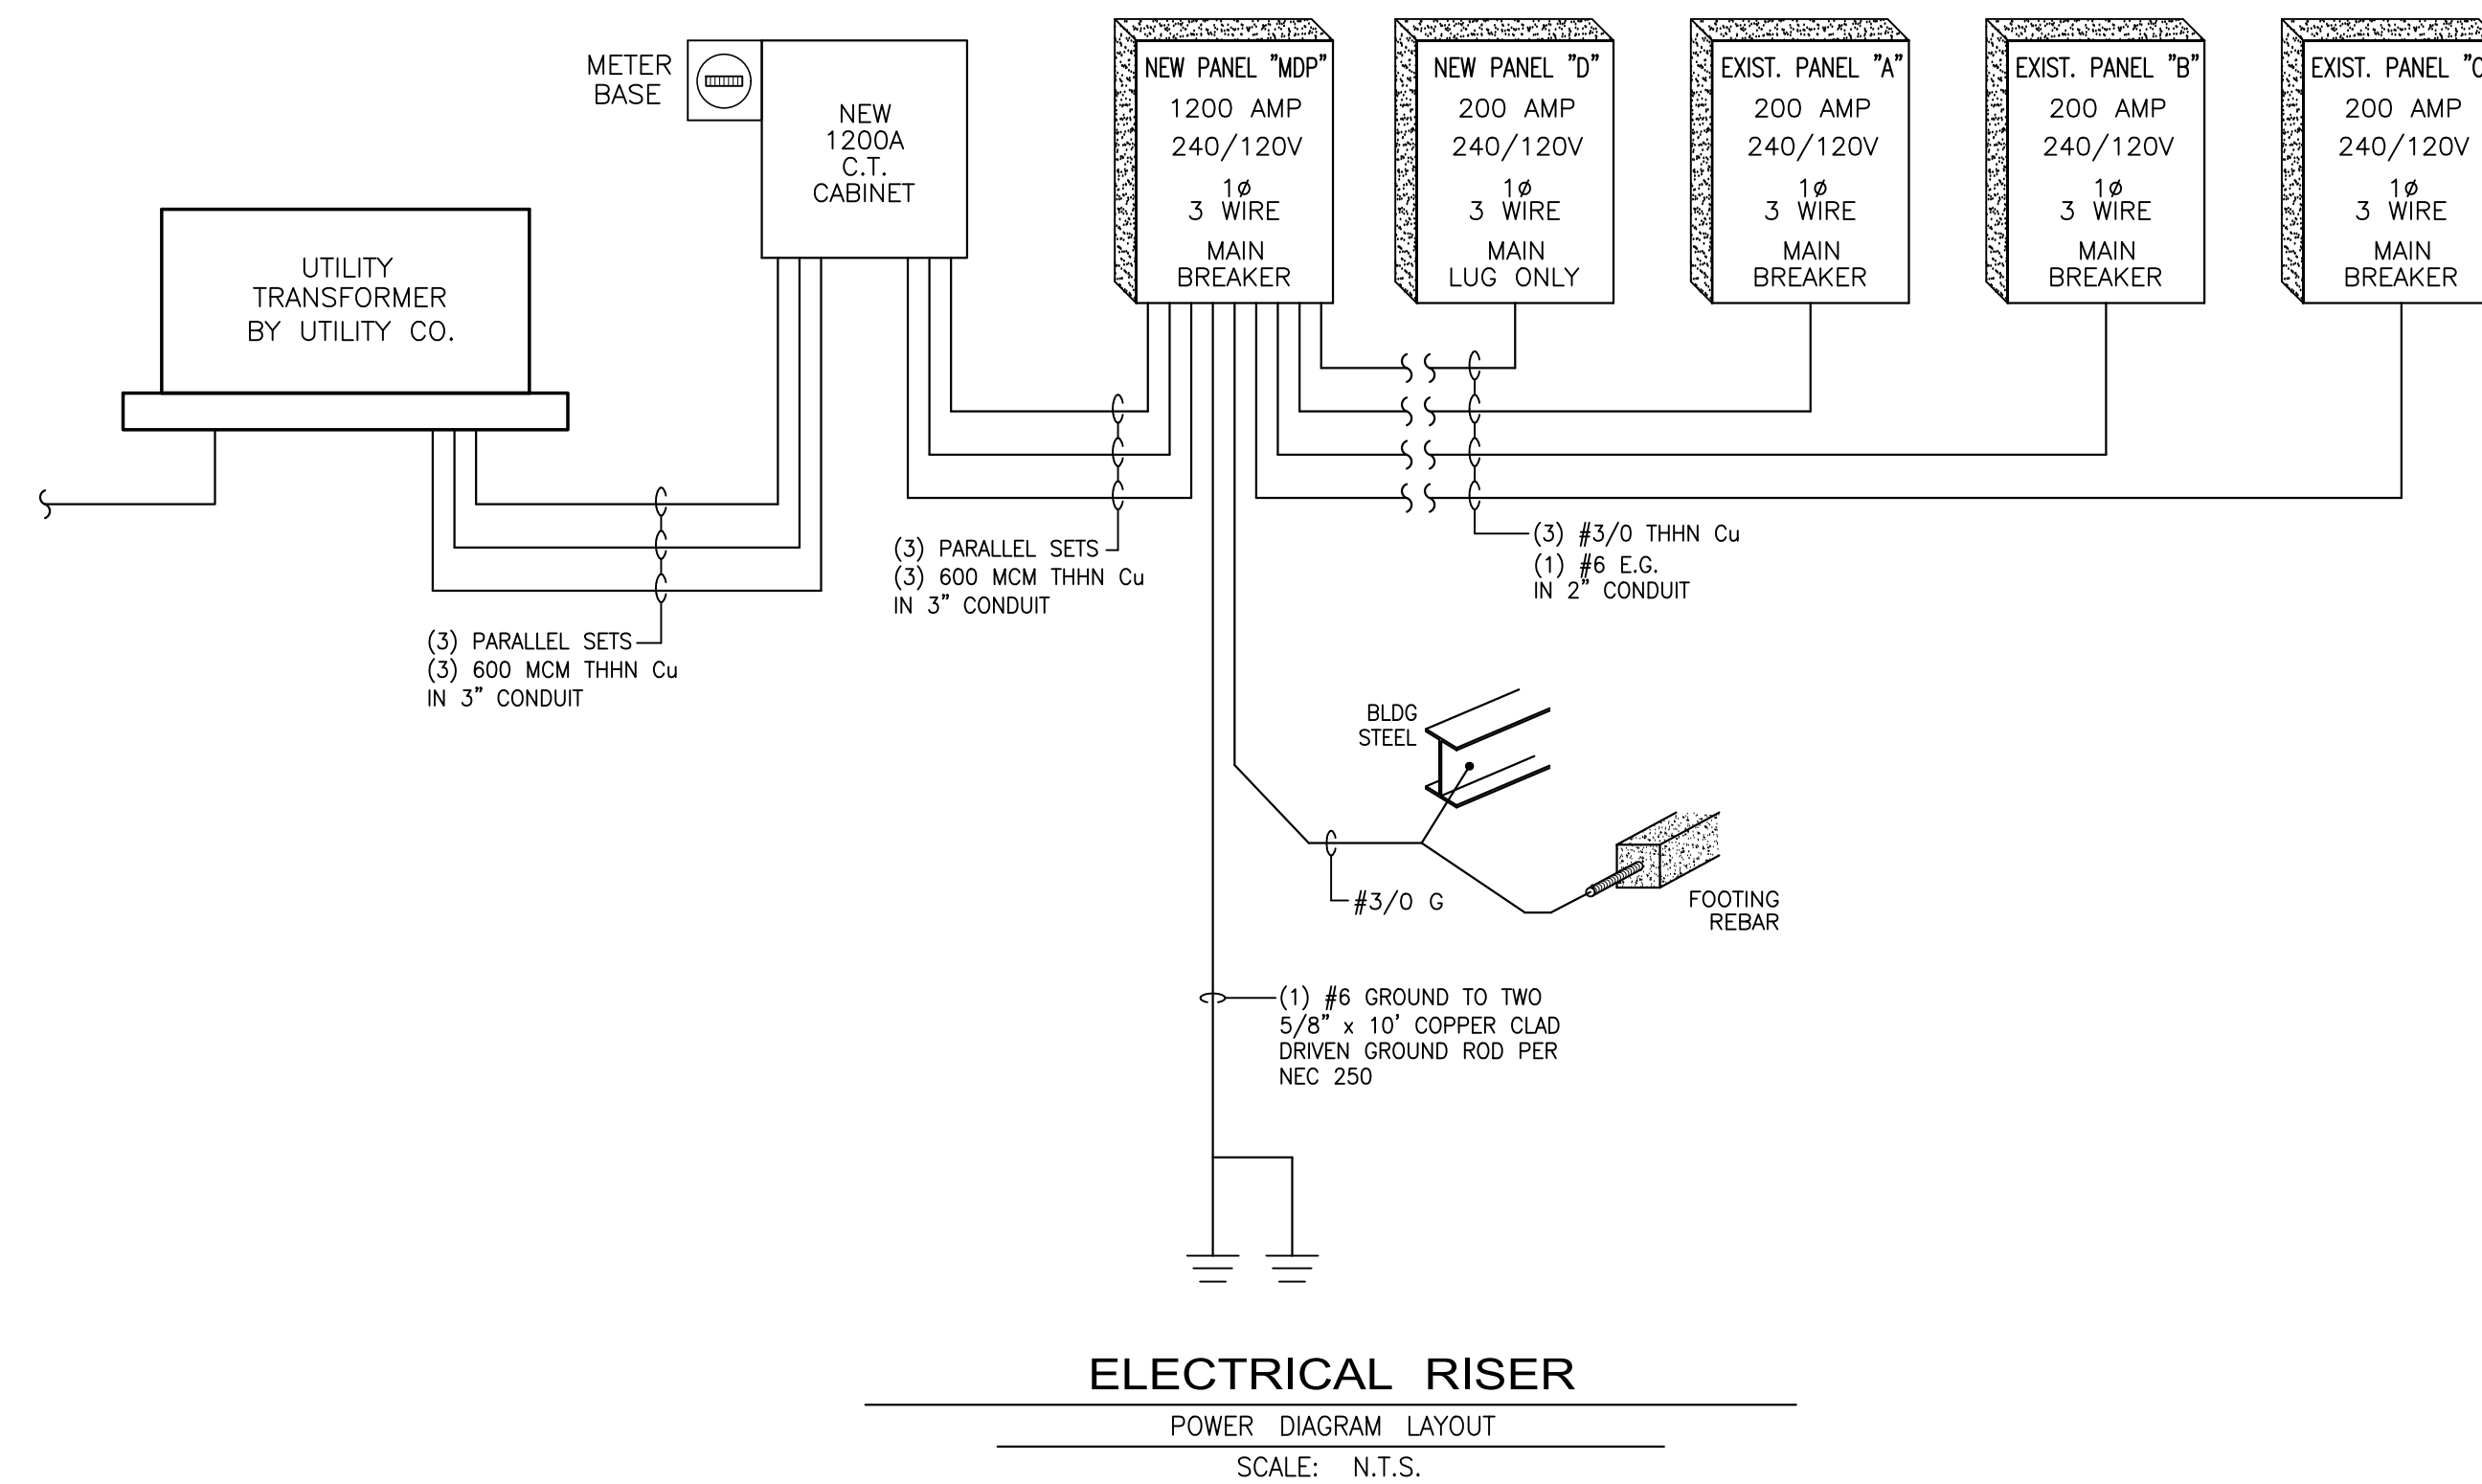 METER
BASE
NEW
1200A
C.T.
CABINET
UTILITY
TRANSFORMER
BY UTILITY CO.
NEW PANEL "MDP"
1200 AMP
240/120V
1ø
3 WIRE
MAIN
BREAKER
NEW PANEL "D"
200 AMP
240/120V
1ø
3 WIRE
MAIN
LUG ONLY
EXIST. PANEL "A"
200 AMP
240/120V
1ø
3 WIRE
MAIN
BREAKER
EXIST. PANEL "B"
200 AMP
240/120V
1ø
3 WIRE
MAIN
BREAKER
EXIST. PANEL
200 AMP
240/120V
1ø
3 WIRE
MAIN
BREAKER
(3) PARALLEL SETS
(3) 600 MCM THHN Cu
IN 3" CONDUIT
(3) PARALLEL SETS
(3) 600 MCM THHN Cu
IN 3" CONDUIT
(3) #3/0 THHN Cu
(1) #6 E.G.
IN 2" CONDUIT
BLDG
STEEL
#3/0 G
FOOTING
REBAR
(1) #6 GROUND TO TWO
5/8" x 10' COPPER CLAD
DRIVEN GROUND ROD PER
NEC 250
ELECTRICAL RISER
POWER DIAGRAM LAYOUT
SCALE: N.T.S.